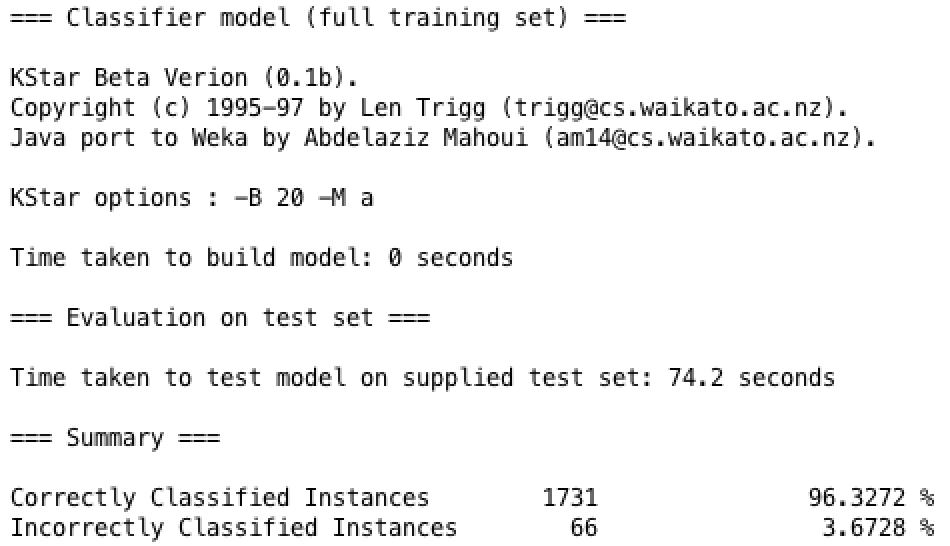 === Classifier model (full training set) ===
KStar Beta Verion (0.1b).
Copyright (c) 1995-97 by Len Trigg (trigg@cs.waikato.ac.nz).
Java port to Weka by Abdelaziz Mahoui (am14@cs.waikato.ac.nz).
KStar options : -B 20 -M a
Time taken to build model: 0 seconds
=== Evaluation on test set ===
Time taken to test model on supplied test set: 74.2 seconds
=== Summary ===
Correctly Classified Instances 1731 96.3272 %
Incorrectly Classified Instances 66 3.6728 %